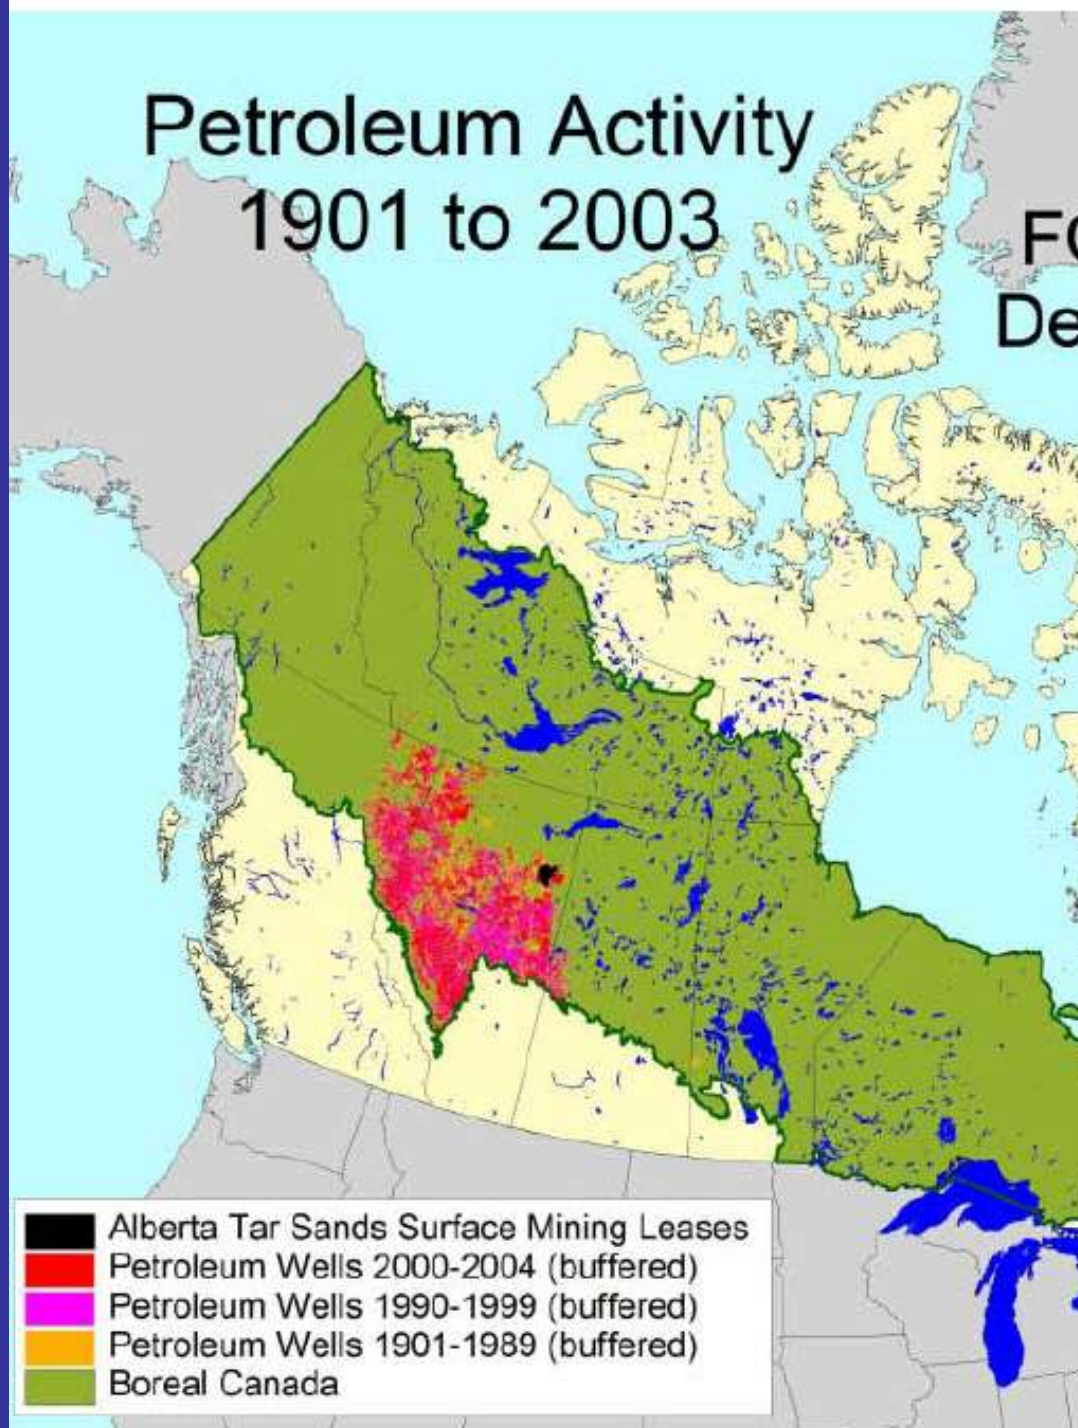 Petroleum Activity
1901 to 2003
Alberta Tar Sands Surface Mining Leases
Petroleum Wells 2000-2004 (buffered)
Petroleum Wells 1990-1999 (buffered)
Petroleum Wells 1901-1989 (buffered)
Boreal Canada